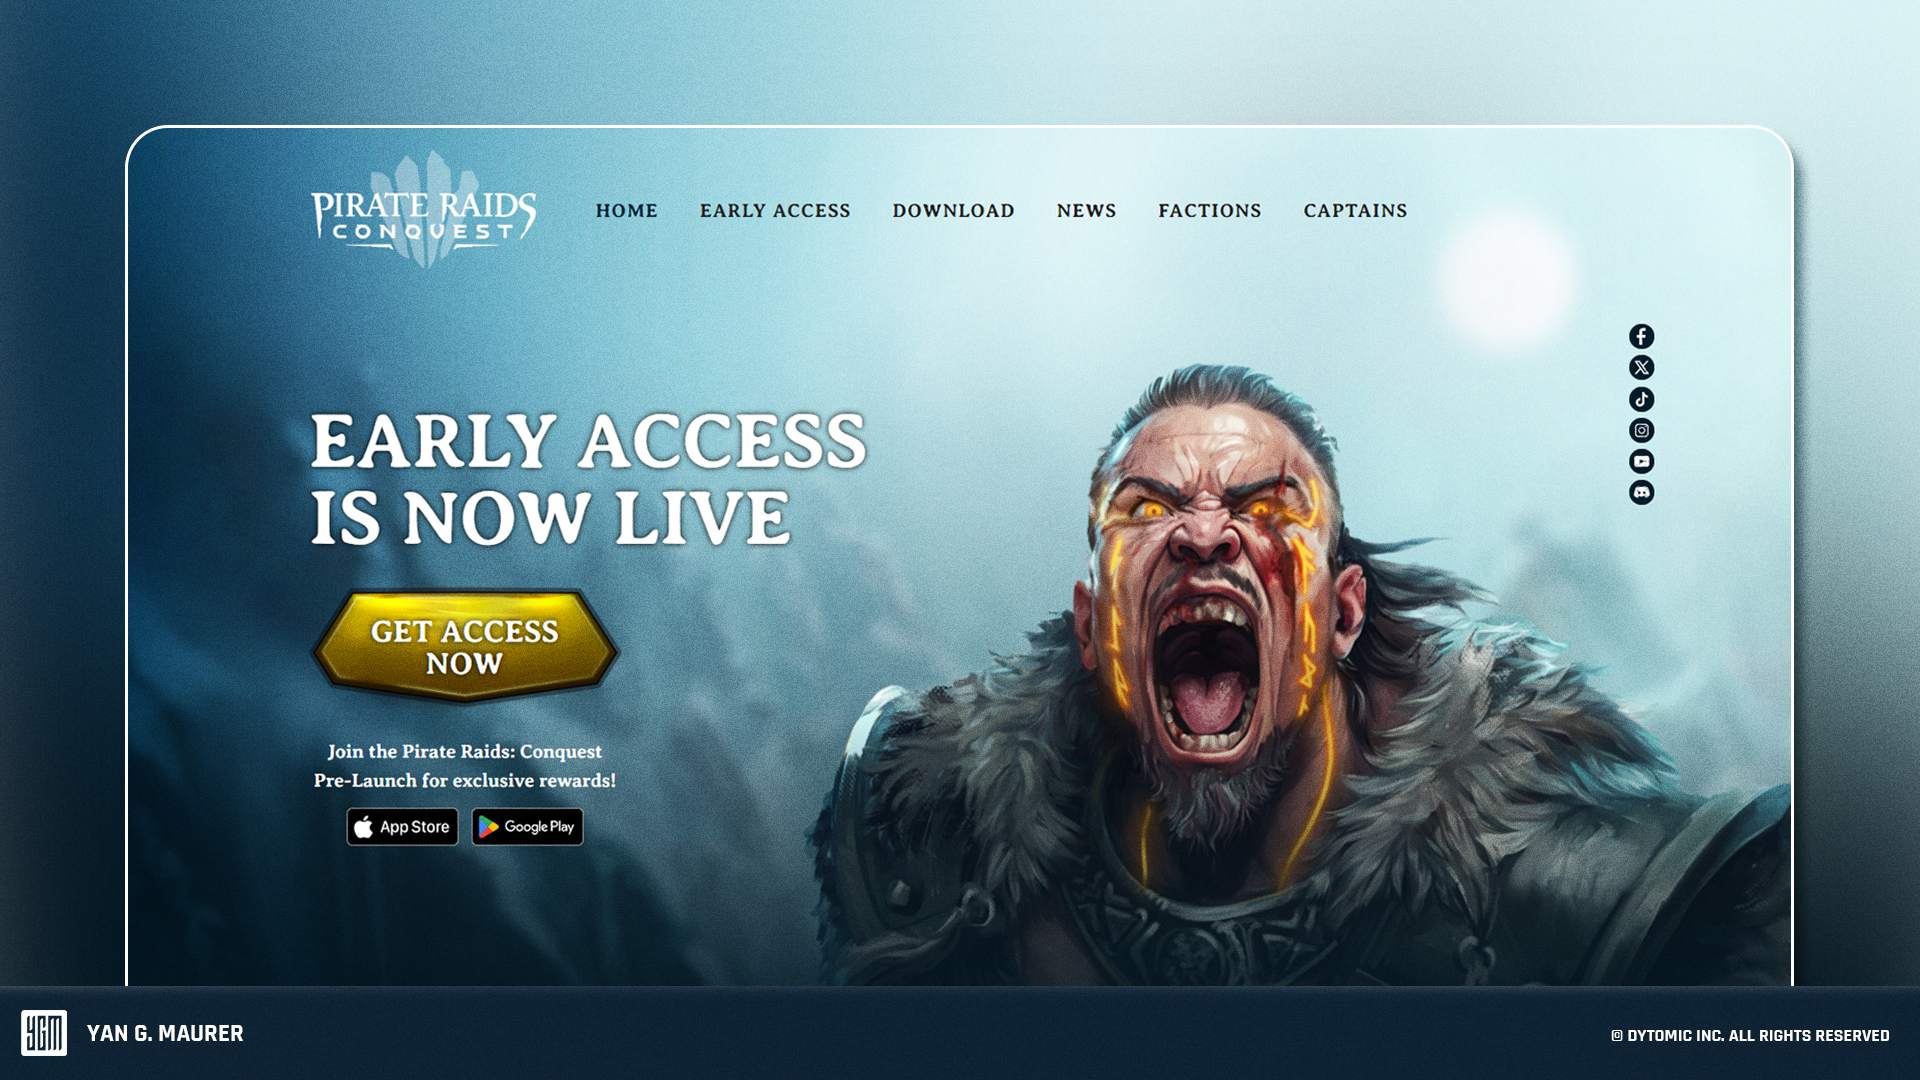 PIRATE RAIDS
CONQUEST
HOME EARLY ACCESS DOWNLOAD NEWS FACTIONS CAPTAINS
EARLY ACCESS
IS NOW LIVE
GET ACCESS
NOW
Join the Pirate Raids: Conquest
Pre-Launch for exclusive rewards!
App Store Google Play
YGM YAN G. MAURER
© DYTOMIC INC. ALL RIGHTS RESERVED